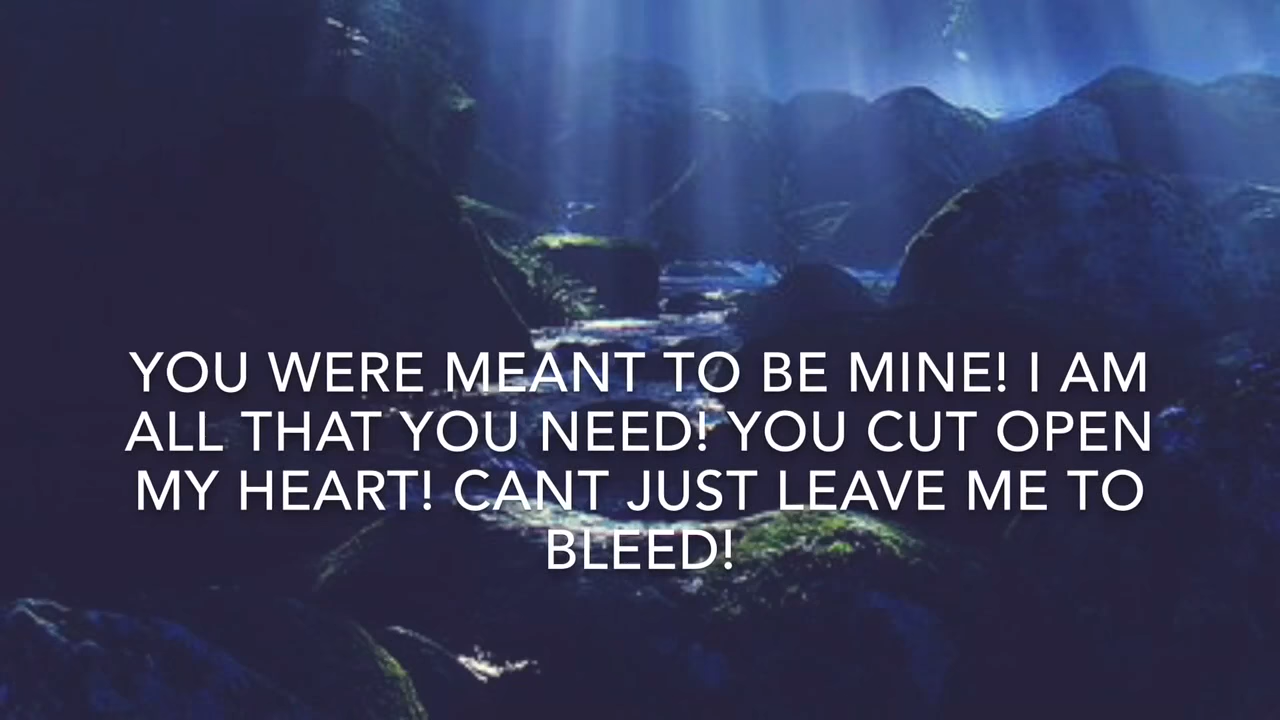 YOU WERE MEANT TO BE MINE! I AM
ALL THAT YOU NEED! YOU CUT OPEN
MY HEART! CANT JUST LEAVE ME TO
BLEED!